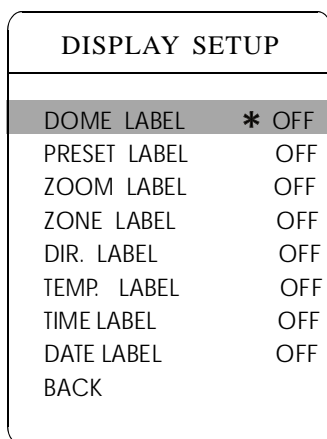 DISPLAY SETUP
DOME LABEL * OFF
PRESET LABEL OFF
ZOOM LABEL OFF
ZONE LABEL OFF
DIR. LABEL OFF
TEMP. LABEL OFF
TIME LABEL OFF
DATE LABEL OFF
BACK